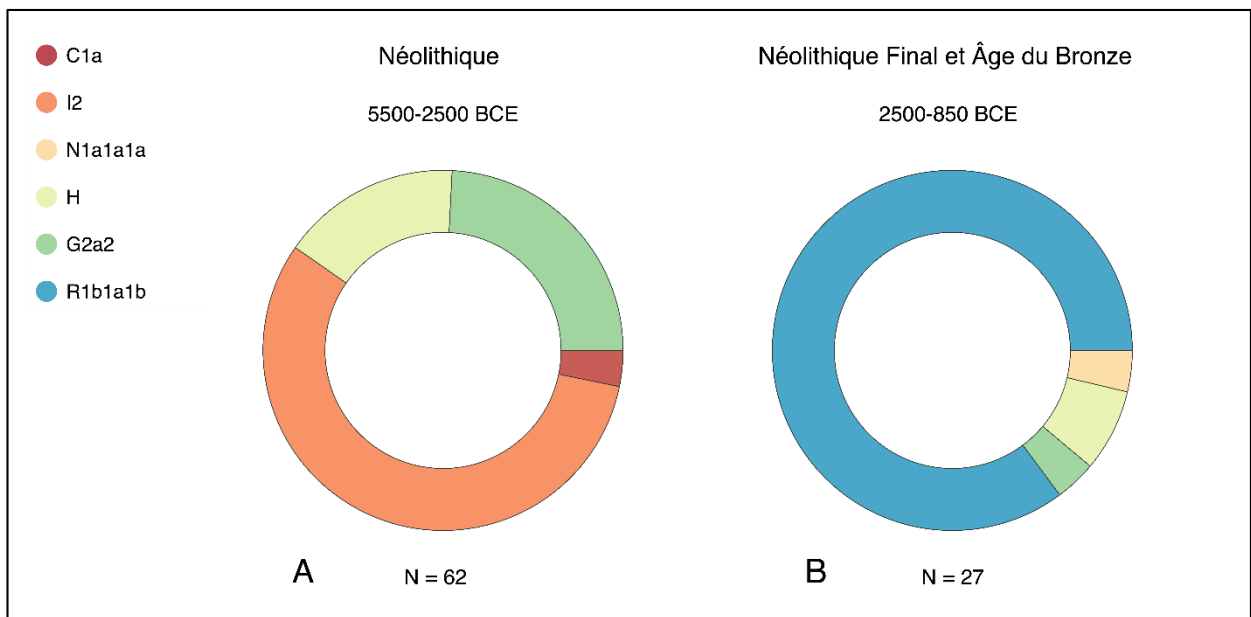 C1a
I2
N1a1a1a
H
G2a2
R1b1a1b
Néolithique
5500-2500 BCE
A
N = 62
Néolithique Final et Âge du Bronze
2500-850 BCE
B
N = 27